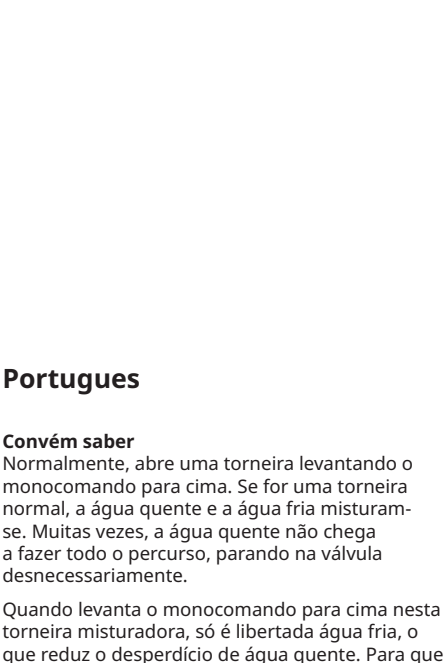 Portugues
Convém saber
Normalmente, abre uma torneira levantando o
monocomando para cima. Se for uma torneira
normal, a água quente e a água fria misturam-
se. Muitas vezes, a água quente não chega
a fazer todo o percurso, parando na válvula
desnecessariamente.
Quando levanta o monocomando para cima nesta
torneira misturadora, só é libertada água fria, o
que reduz o desperdício de água quente. Para que